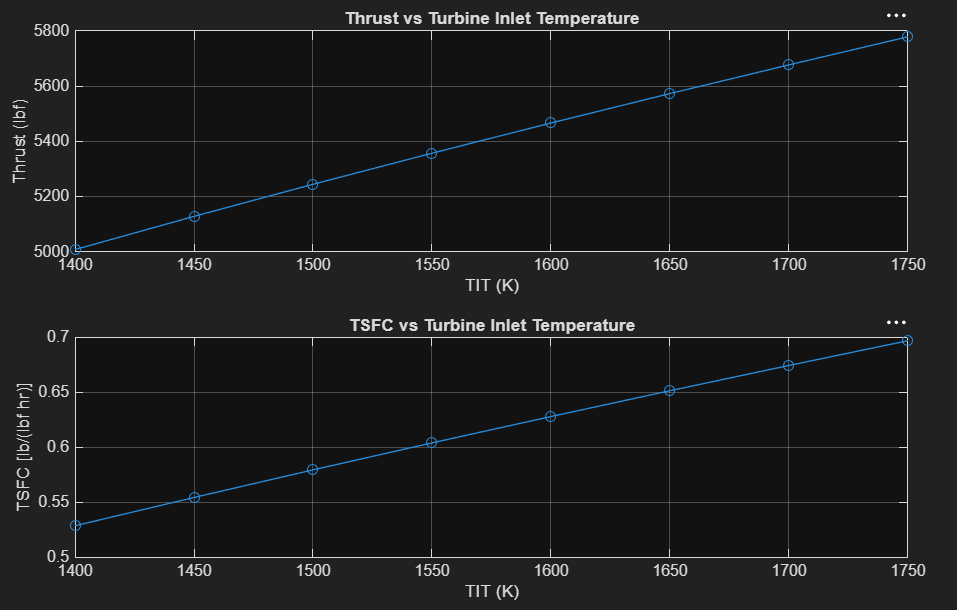 Thrust vs Turbine Inlet Temperature
5800
5600
5400
5200
5000
Thrust (lbf)
1400 1450 1500 1550 1600 1650 1700 1750
TIT (K)
TSFC vs Turbine Inlet Temperature
0.7
0.65
0.6
0.55
0.5
TSFC [lb/(lbf hr)]
1400 1450 1500 1550 1600 1650 1700 1750
TIT (K)